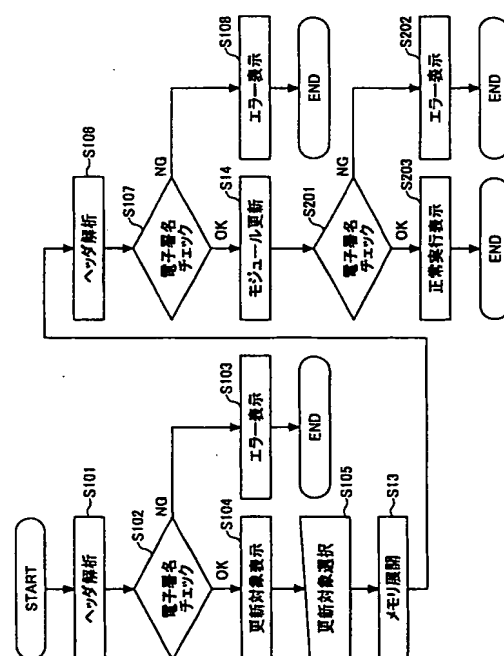 START
ヘッダ解析
S101
電子署名
チェック
S102
NG
OK
エラー表示
S103
END
更新対象表示
S104
更新対象選択
S105
メモリ展開
S13
ヘッダ解析
S106
電子署名
チェック
S107
NG
OK
エラー表示
S108
END
モジュール更新
S14
電子署名
チェック
S201
NG
OK
エラー表示
S202
END
正常実行表示
S203
END